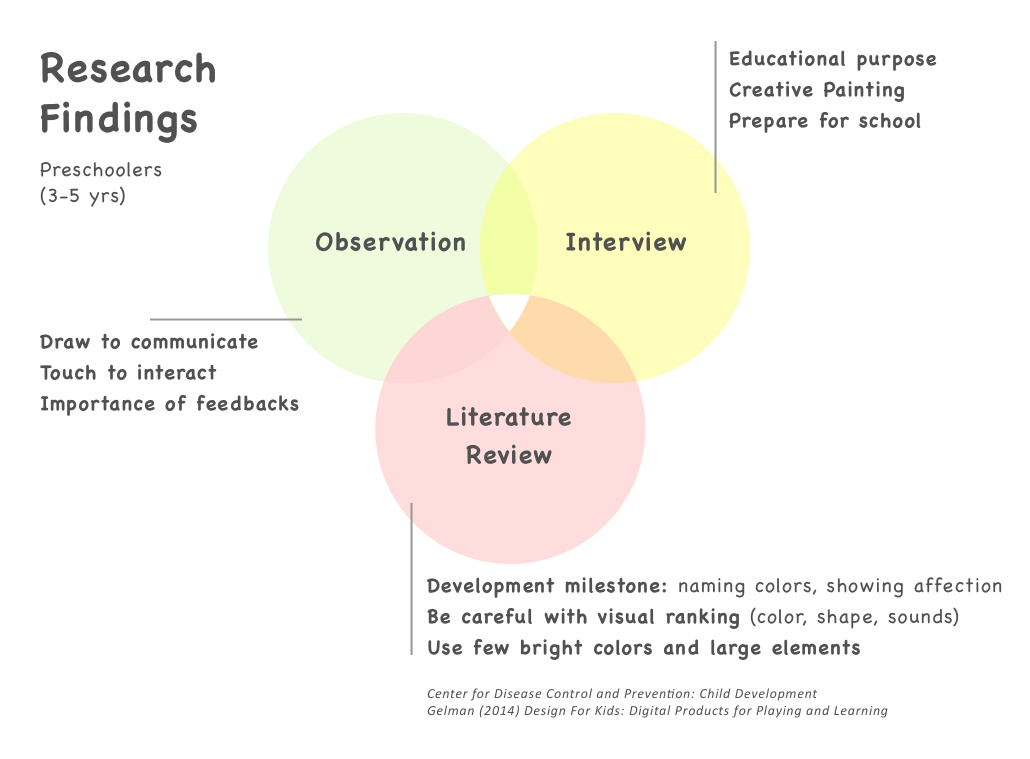 Research
Findings
Preschoolers
(3-5 yrs)
Educational purpose
Creative Painting
Prepare for school
Observation
Interview
Draw to communicate
Touch to interact
Importance of feedbacks
Literature
Review
Development milestone: naming colors, showing affection
Be careful with visual ranking (color, shape, sounds)
Use few bright colors and large elements
Center for Disease Control and Prevention: Child Development
Gelman (2014) Design For Kids: Digital Products for Playing and Learning